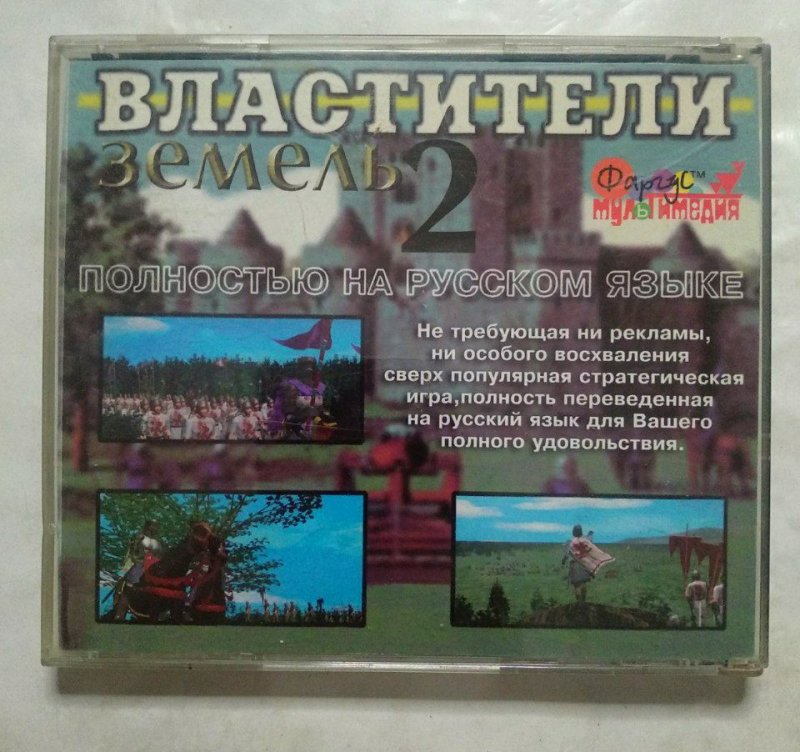 ВЛАСТИТЕЛИ
земель 2
Фаргус™
мультимедия
ПОЛНОСТЬЮ НА РУССКОМ ЯЗЫКЕ
Не требующая ни рекламы,
ни особого восхваления
сверх популярная стратегическая
игра,полность переведенная
на русский язык для Вашего
полного удовольствия.